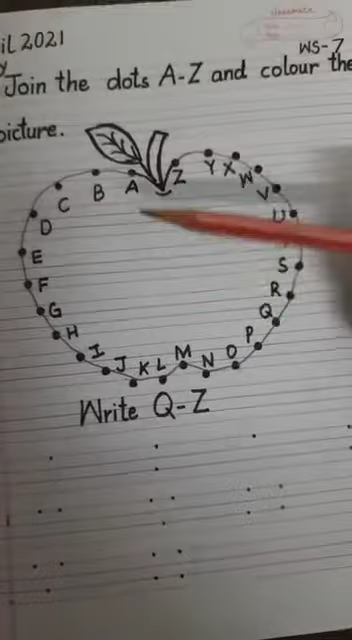 il 2021
WS-7
Join the dots A-Z and colour the
picture.
A
B
C
D
E
F
G
H
I
J
K
L
M
N
O
P
Q
R
S
U
V
W
X
Y
Z
Write Q-Z